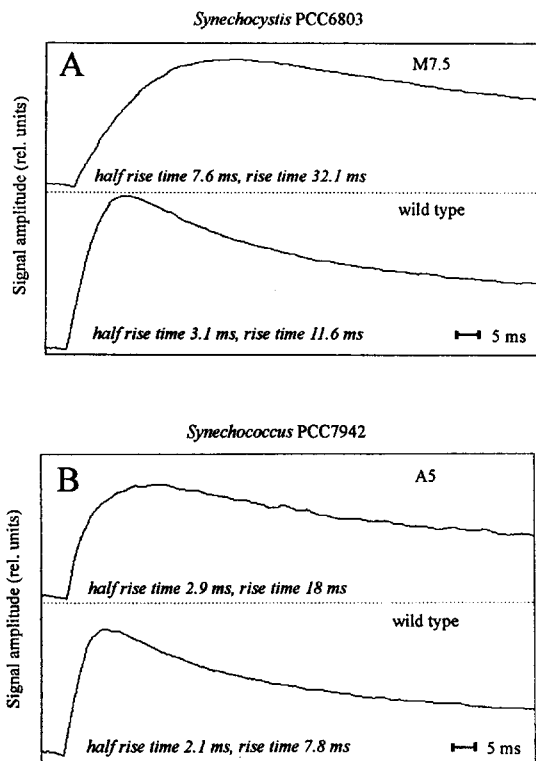 Synechocystis PCC6803
A
M7.5
half rise time 7.6 ms, rise time 32.1 ms
wild type
half rise time 3.1 ms, rise time 11.6 ms
5 ms
Signal amplitude (rel. units)
Synechococcus PCC7942
B
A5
half rise time 2.9 ms, rise time 18 ms
wild type
half rise time 2.1 ms, rise time 7.8 ms
5 ms
Signal amplitude (rel. units)